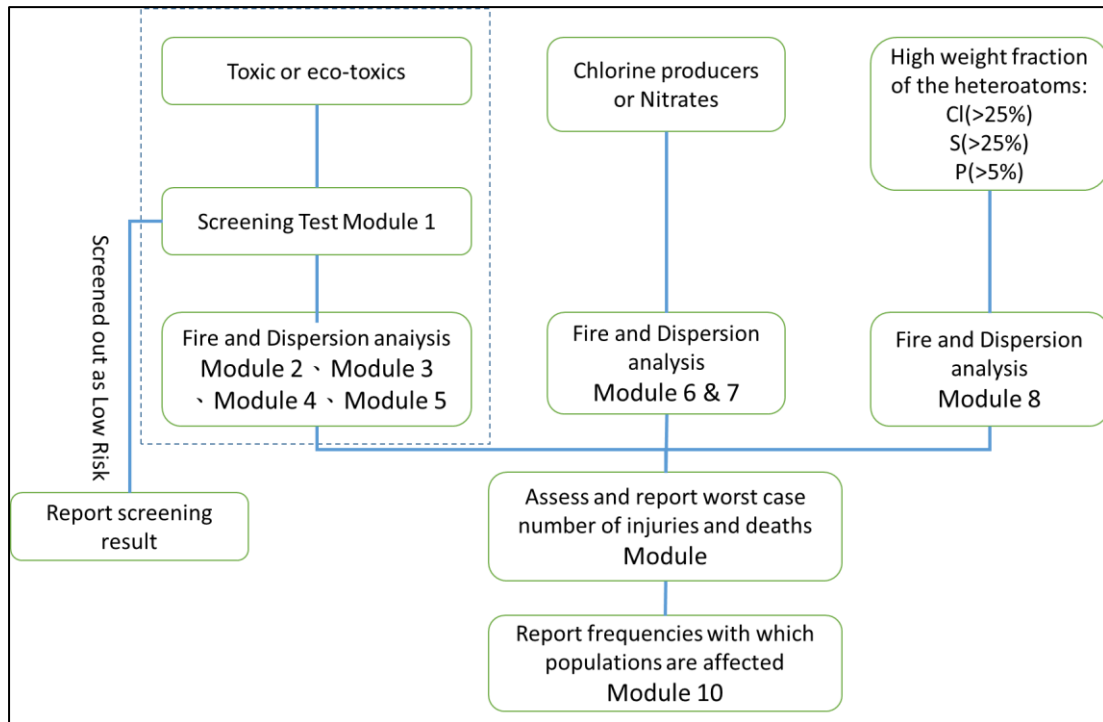 Toxic or eco-toxics
Chlorine producers
or Nitrates
High weight fraction
of the heteroatoms:
Cl(>25%)
S(>25%)
P(>5%)
Screening Test Module 1
Screened out as Low Risk
Fire and Dispersion anaiysis
Module 2、Module 3
、Module 4、Module 5
Fire and Dispersion
analysis
Module 6 & 7
Fire and Dispersion
analysis
Module 8
Report screening
result
Assess and report worst case
number of injuries and deaths
Module
Report frequencies with which
populations are affected
Module 10